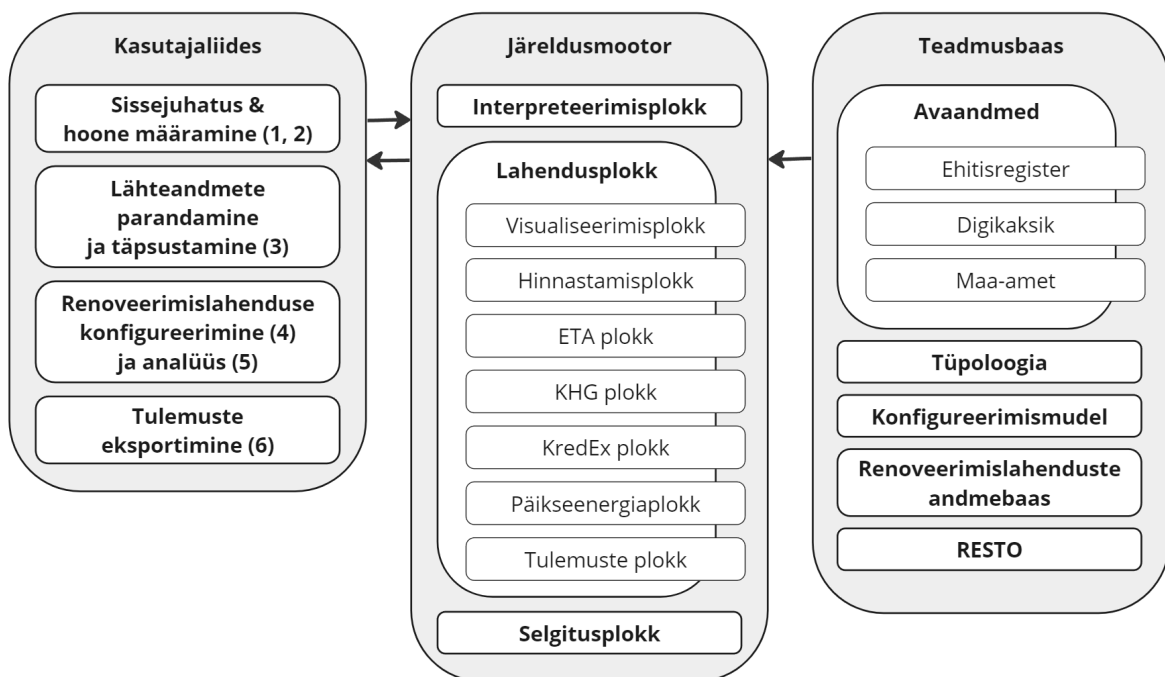 Kasutajaliides
Sissejuhatus &
hoone määramine (1, 2)
Lähteandmete
parandamine
ja täpsustamine (3)
Renoveerimislahenduse
konfigureerimine (4)
ja analüüs (5)
Tulemuste
eksportimine (6)
Järeldusmootor
Interpreteerimisplokk
Lahendusplokk
Visualiseerimisplokk
Hinnastamisplokk
ETA plokk
KHG plokk
KredEx plokk
Päikseenergiaplokk
Tulemuste plokk
Selgitusplokk
Teadmusbaas
Avaandmed
Ehitisregister
Digikaksik
Maa-amet
Tüpoloogia
Konfigureerimismudel
Renoveerimislahenduste
andmebaas
RESTO